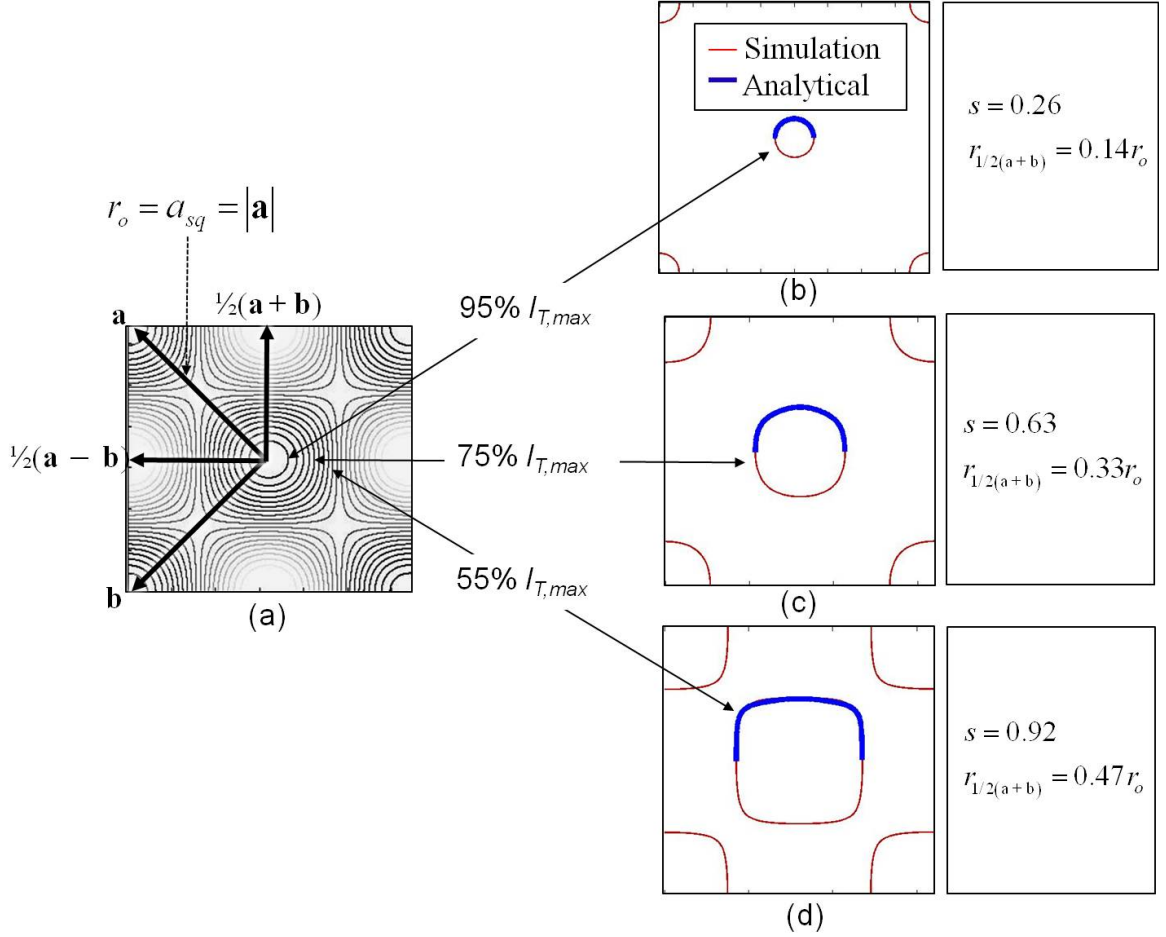 r_o = a_sq = |a|
a
½(a + b)
½(a − b)
b
(a)
95% I_T,max
75% I_T,max
55% I_T,max
Simulation
Analytical
(b)
s = 0.26
r_1/2(a+b) = 0.14r_o
(c)
s = 0.63
r_1/2(a+b) = 0.33r_o
(d)
s = 0.92
r_1/2(a+b) = 0.47r_o